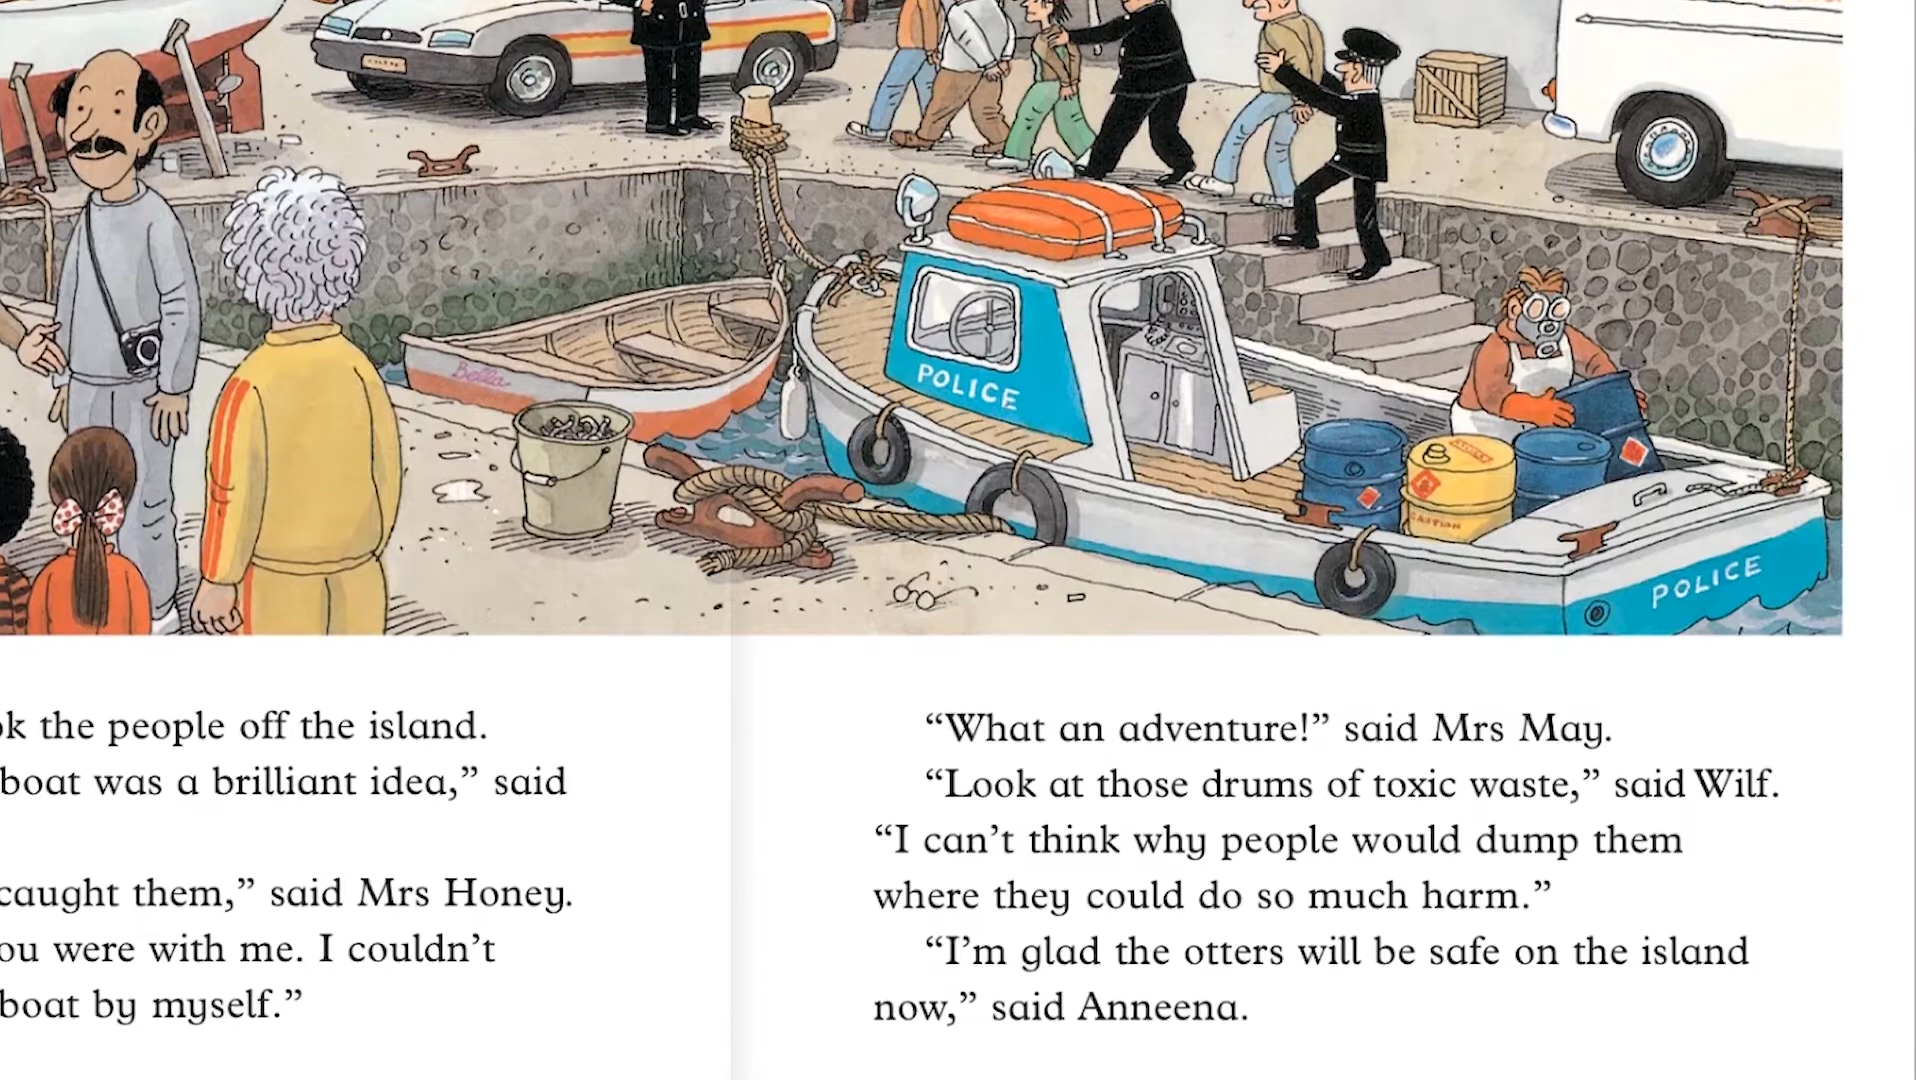 Bella
POLICE
CAUTION
POLICE
ok the people off the island.
boat was a brilliant idea,” said
caught them,” said Mrs Honey.
ou were with me. I couldn’t
boat by myself.”
“What an adventure!” said Mrs May.
“Look at those drums of toxic waste,” said Wilf.
“I can’t think why people would dump them
where they could do so much harm.”
“I’m glad the otters will be safe on the island
now,” said Anneena.